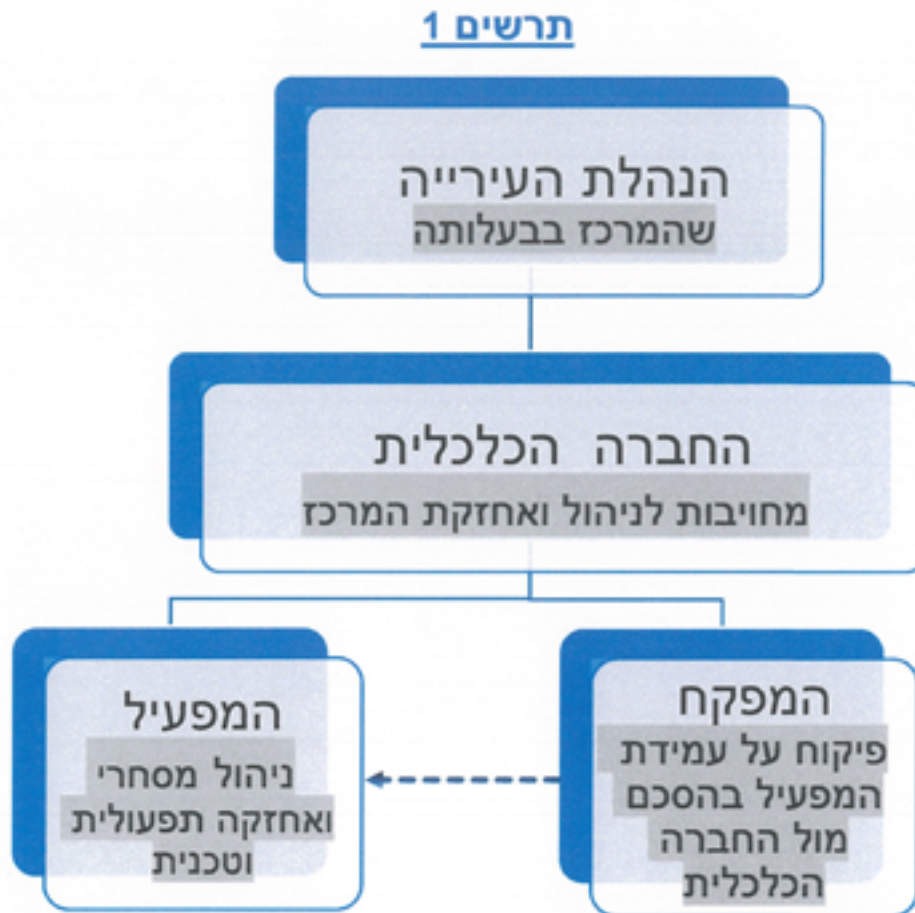 תרשים 1
הנהלת העירייה
שהמרכז בבעלותה
החברה הכלכלית
מחויבות לניהול ואחזקת המרכז
המפקח
פיקוח על עמידת
המפעיל בהסכם
מול החברה
הכלכלית
המפעיל
ניהול מסחרי
ואחזקה תפעולית
וטכנית